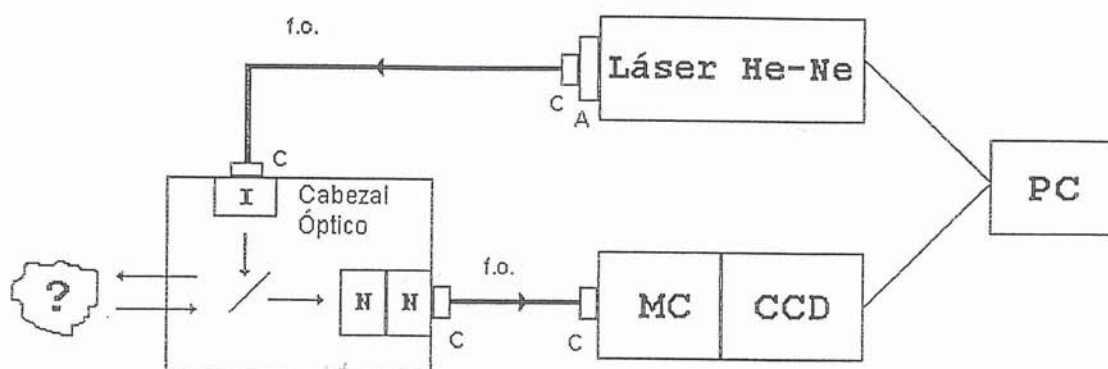 f.o.
Láser He-Ne
C
A
C
PC
I
Cabezal
Óptico
f.o.
?
N N
MC
CCD
C
C